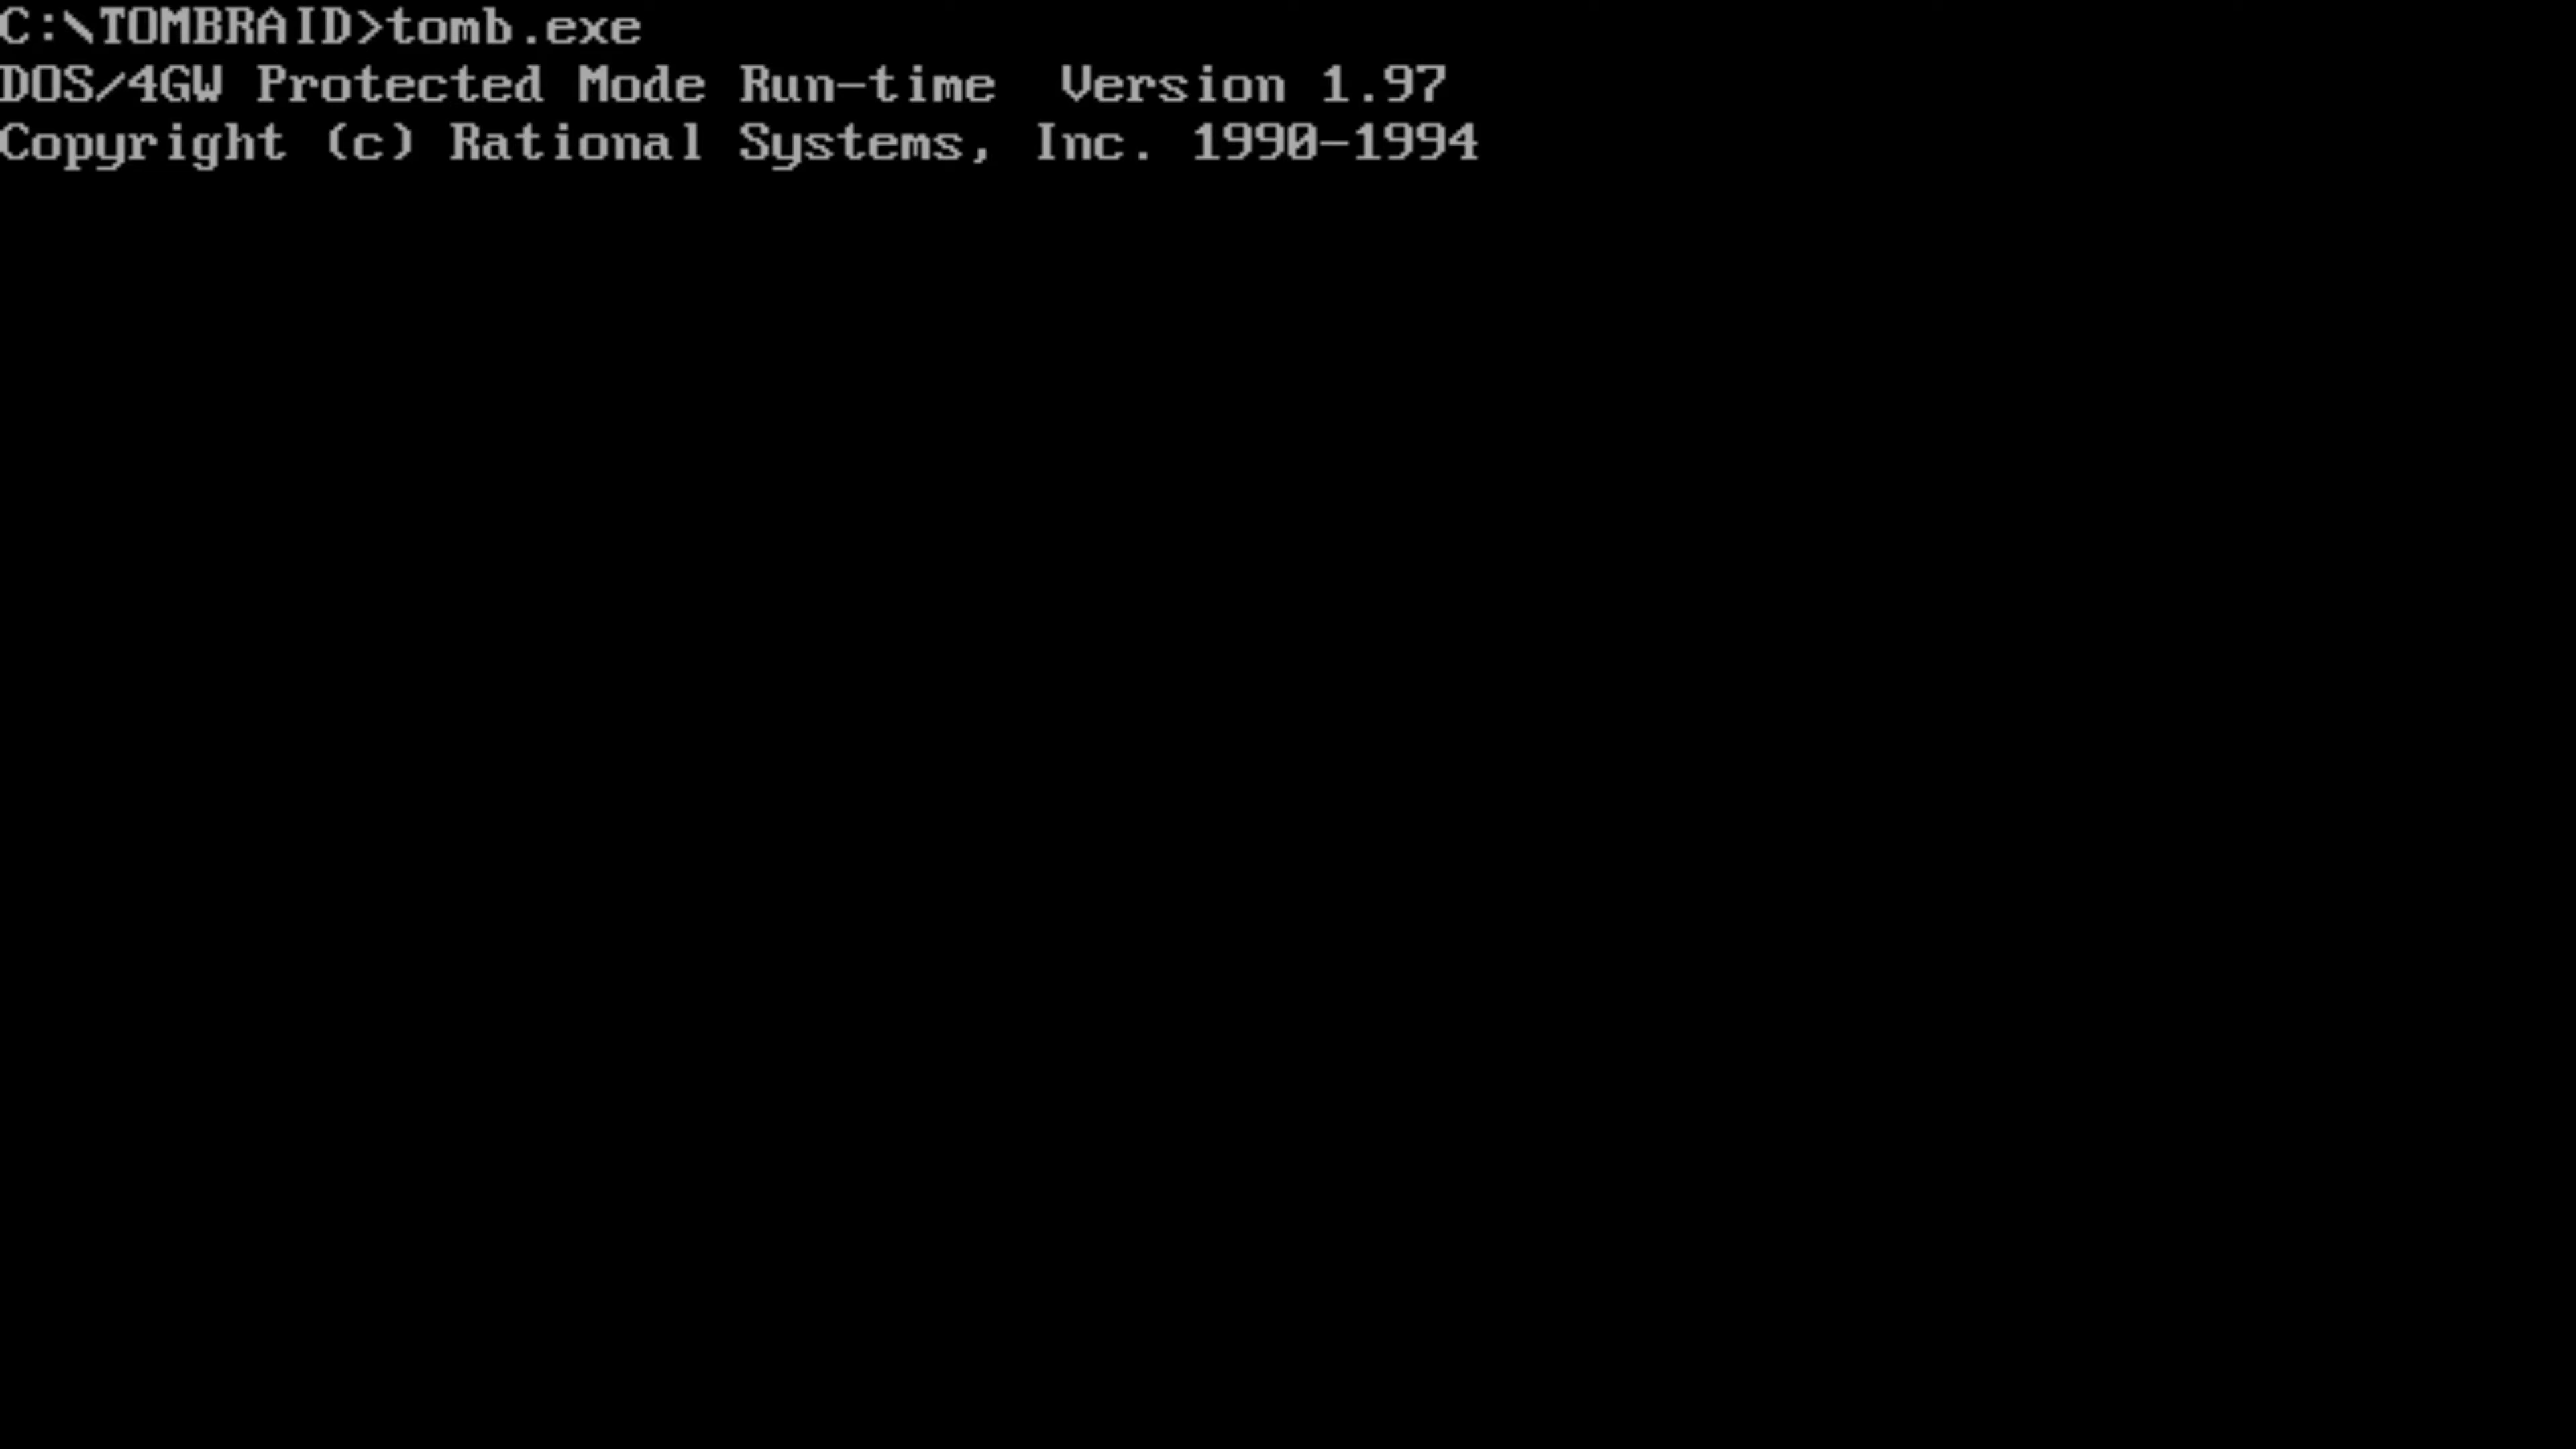 C:\TOMBRAID>tomb.exe
DOS/4GW Protected Mode Run-time  Version 1.97
Copyright (c) Rational Systems, Inc. 1990-1994